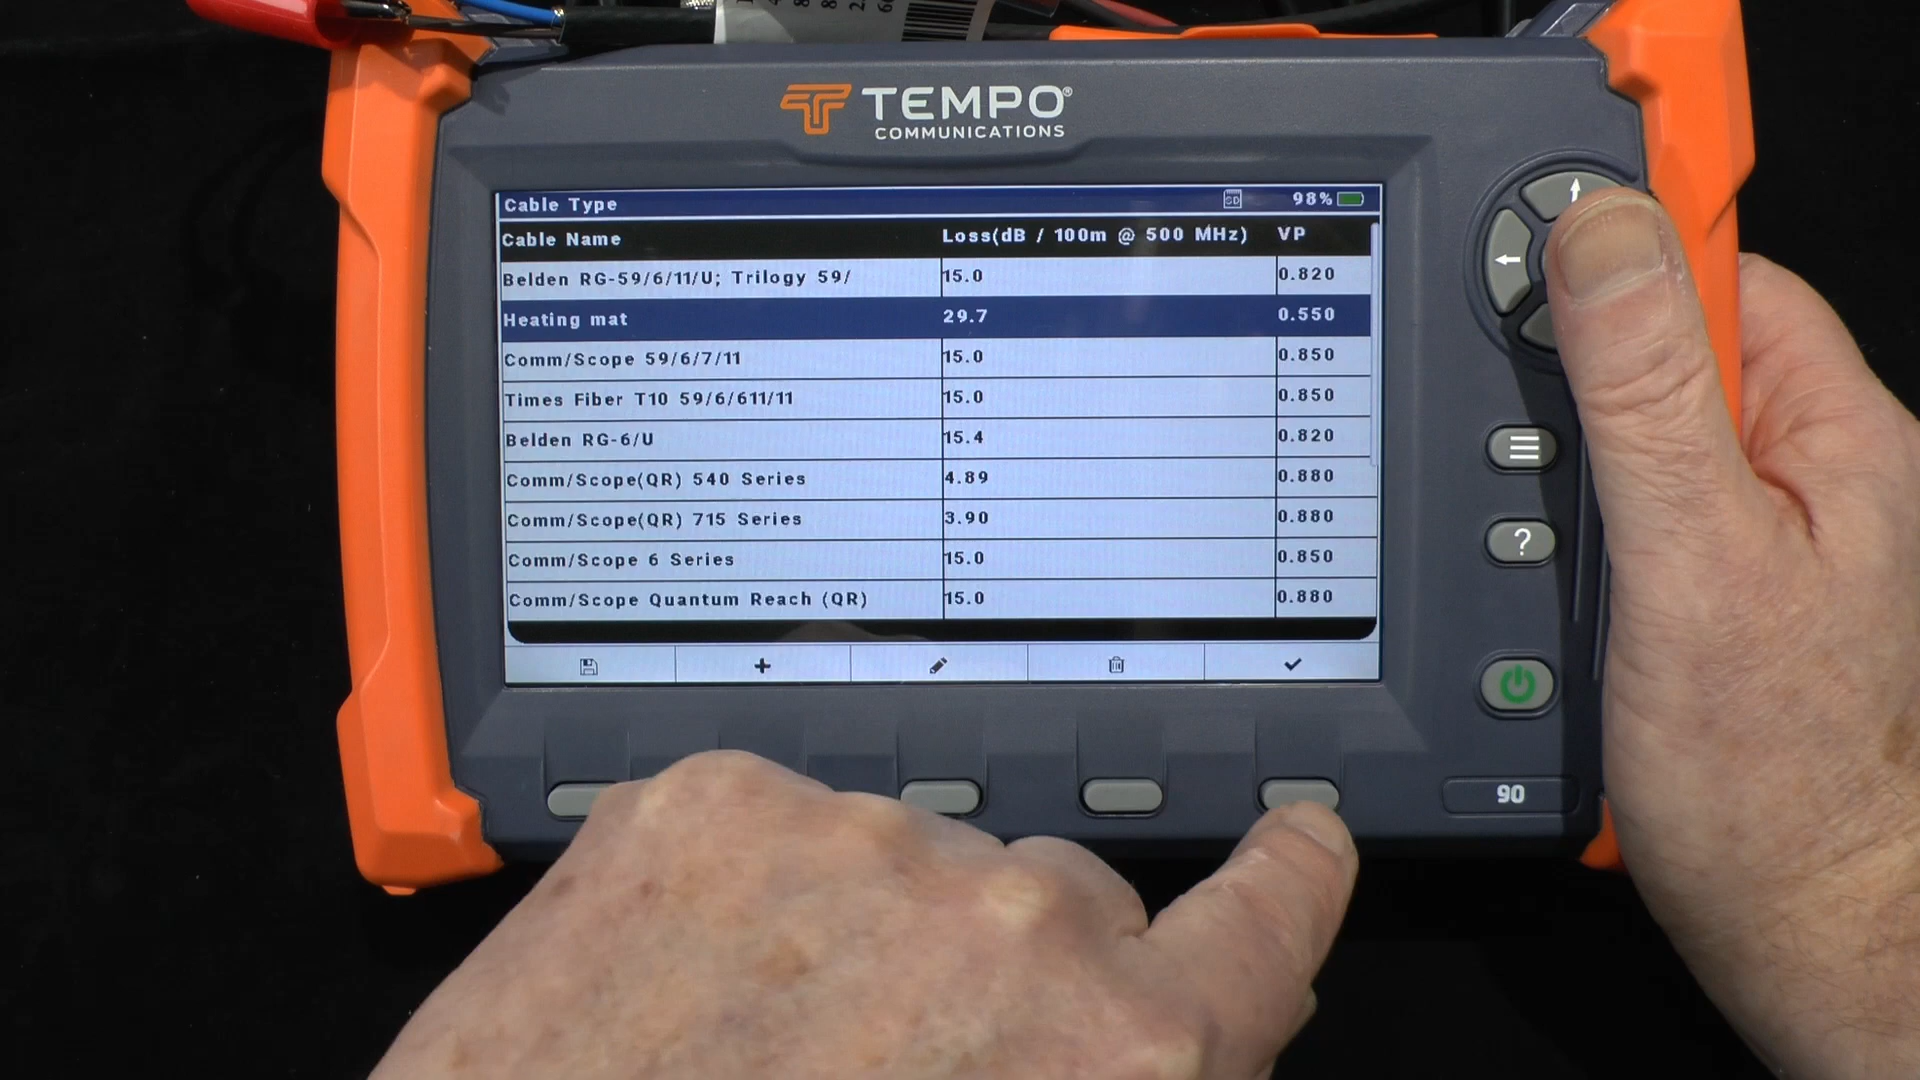 TEMPO®
COMMUNICATIONS
Cable Type SD 98%
Cable Name Loss(dB / 100m @ 500 MHz) VP
Belden RG-59/6/11/U; Trilogy 59/ 15.0 0.820
Heating mat 29.7 0.550
Comm/Scope 59/6/7/11 15.0 0.850
Times Fiber T10 59/6/611/11 15.0 0.850
Belden RG-6/U 15.4 0.820
Comm/Scope(QR) 540 Series 4.89 0.880
Comm/Scope(QR) 715 Series 3.90 0.880
Comm/Scope 6 Series 15.0 0.850
Comm/Scope Quantum Reach (QR) 15.0 0.880
?
90